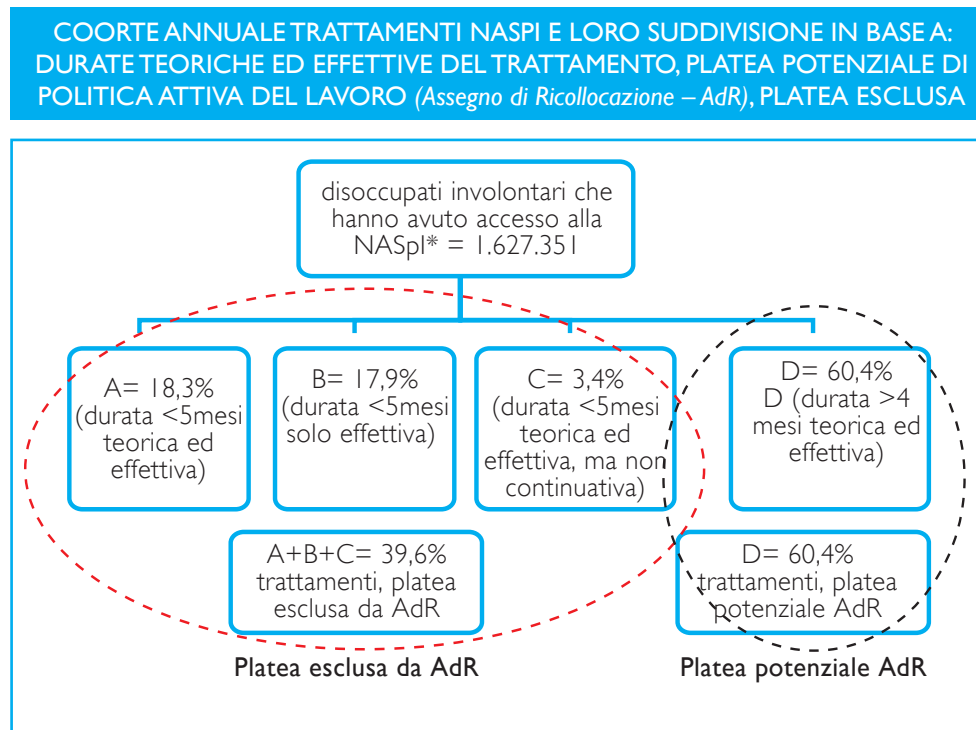 COORTE ANNUALE TRATTAMENTI NASPI E LORO SUDDIVISIONE IN BASE A:
DURATE TEORICHE ED EFFETTIVE DEL TRATTAMENTO, PLATEA POTENZIALE DI
POLITICA ATTIVA DEL LAVORO (Assegno di Ricollocazione – AdR), PLATEA ESCLUSA
disoccupati involontari che
hanno avuto accesso alla
NASpI* = 1.627.351
A= 18,3%
(durata <5mesi
teorica ed
effettiva)
B= 17,9%
(durata <5mesi
solo effettiva)
C= 3,4%
(durata <5mesi
teorica ed
effettiva, ma non
continuativa)
D= 60,4%
D (durata >4
mesi teorica ed
effettiva)
A+B+C= 39,6%
trattamenti, platea
esclusa da AdR
D= 60,4%
trattamenti, platea
potenziale AdR
Platea esclusa da AdR
Platea potenziale AdR